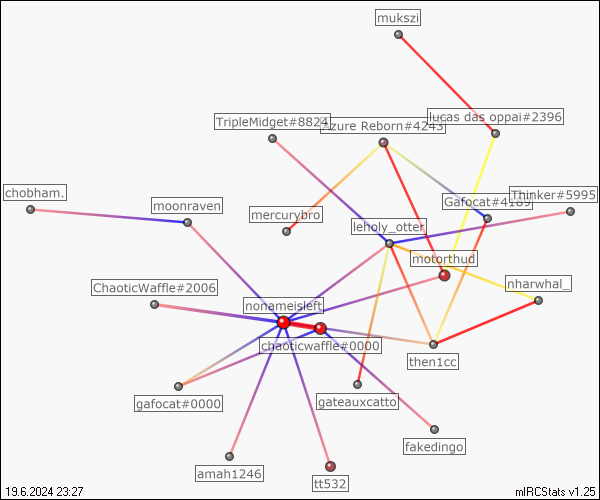 mukszi
lucas das oppai#2396
TripleMidget#8824
Azure Reborn#4243
chobham.
moonraven
Gafocat#4189
Thinker#5995
mercurybro
leholy_otter
motorthud
ChaoticWaffle#2006
nharwhal_
nonameisleft
chaoticwaffle#0000
then1cc
gafocat#0000
gateauxcatto
fakedingo
amah1246
tt532
19.6.2024 23:27
mIRCStats v1.25